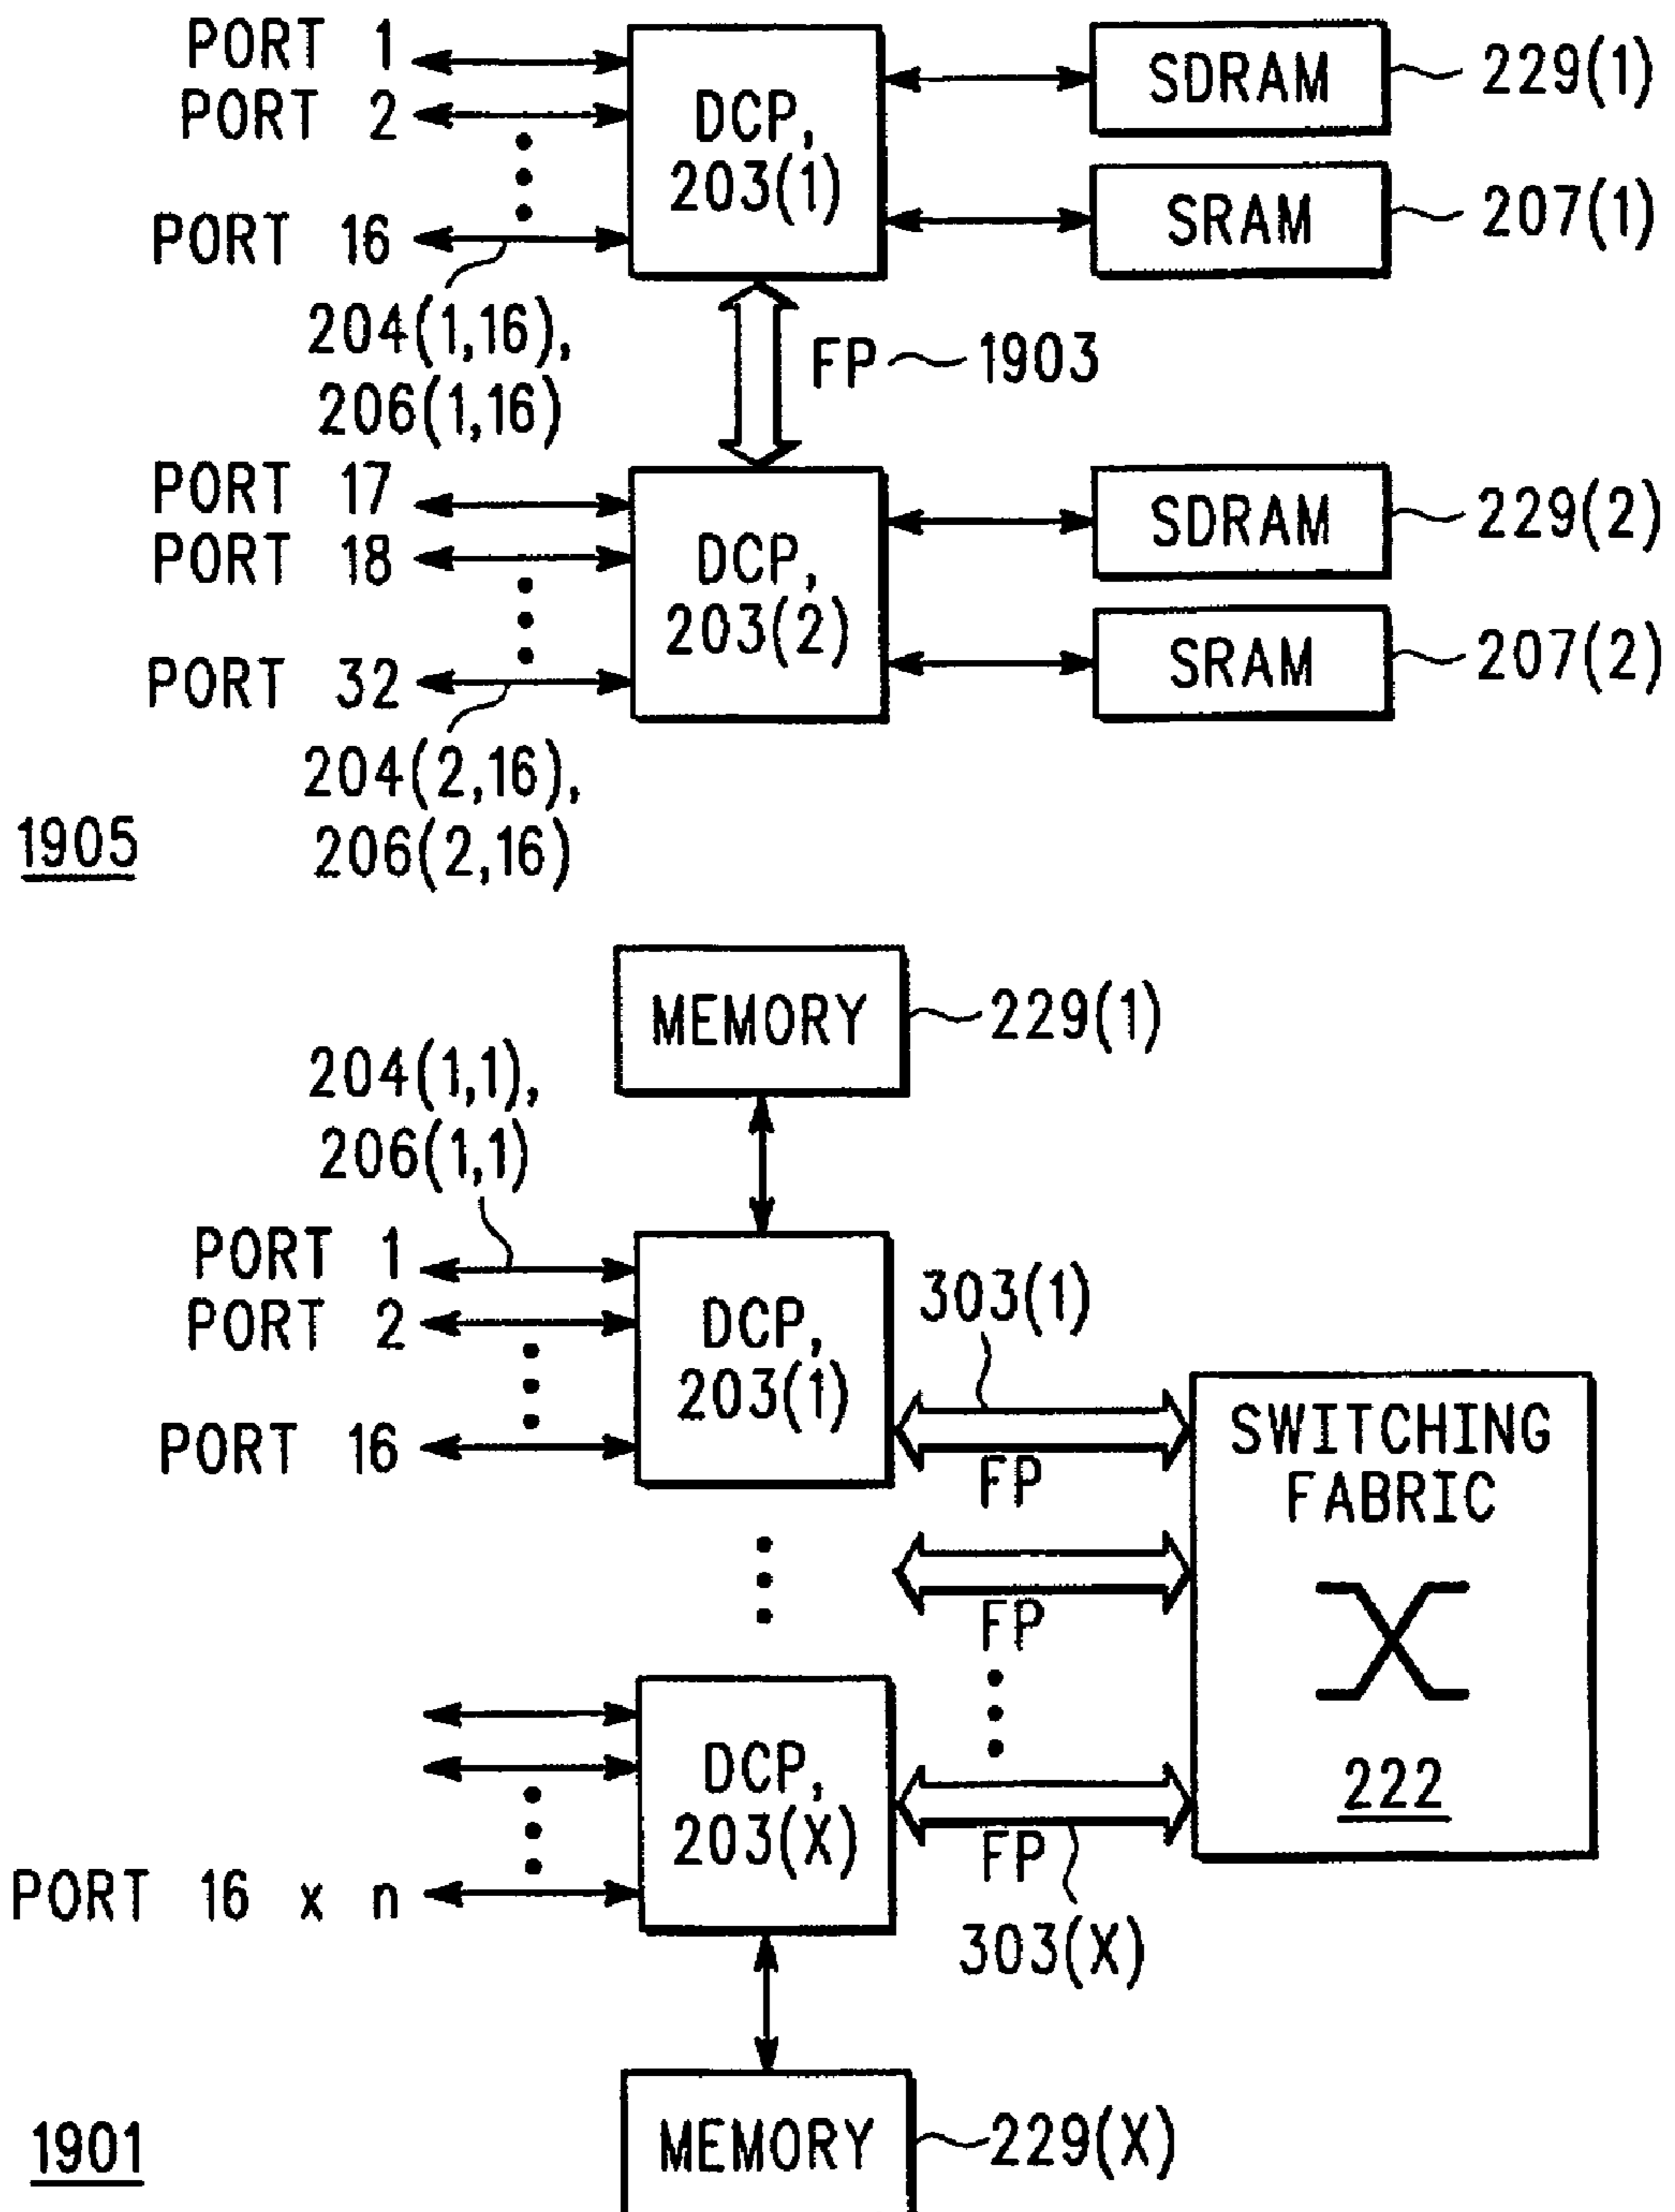 PORT 1
PORT 2
PORT 16
204(1,16),
206(1,16)
DCP,
203(1)
SDRAM
229(1)
SRAM
207(1)
FP
1903
PORT 17
PORT 18
PORT 32
204(2,16),
206(2,16)
DCP,
203(2)
SDRAM
229(2)
SRAM
207(2)
1905
MEMORY
229(1)
204(1,1),
206(1,1)
PORT 1
PORT 2
PORT 16
DCP,
203(1)
303(1)
FP
FP
SWITCHING
FABRIC
222
DCP,
203(X)
FP
303(X)
PORT 16 x n
MEMORY
229(X)
1901